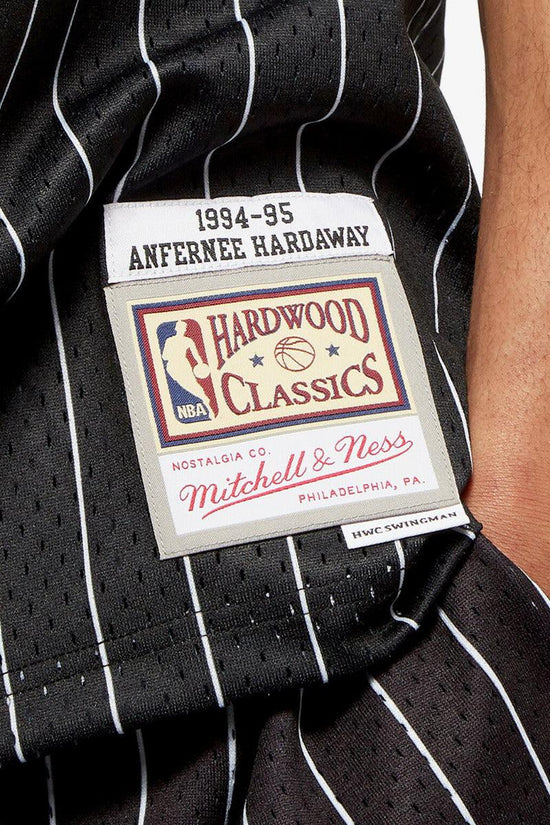 1994-95
ANFERNEE HARDAWAY
HARDWOOD
CLASSICS
NBA
NOSTALGIA CO.
Mitchell & Ness
PHILADELPHIA, PA.
HWC SWINGMAN